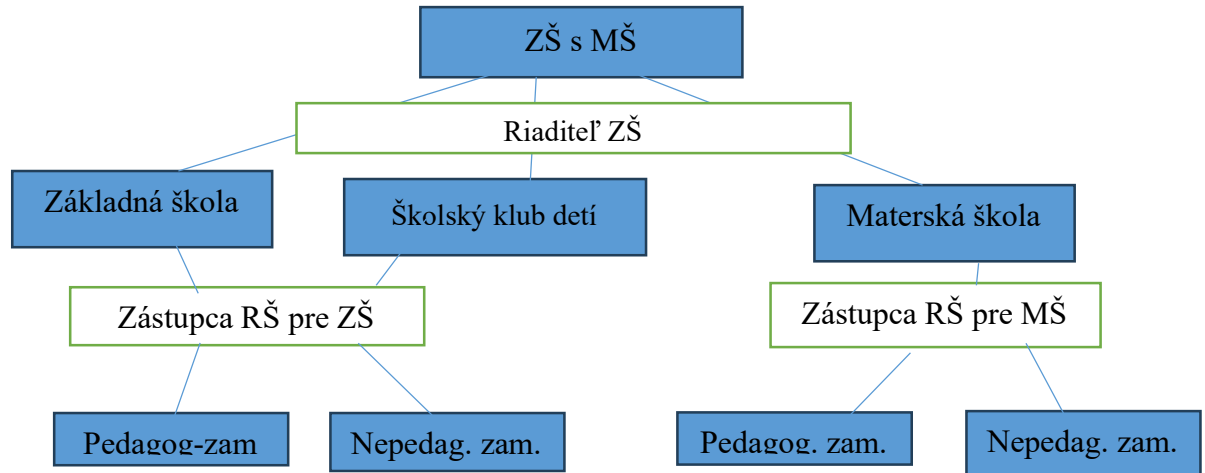 ZŠ s MŠ
Riaditeľ ZŠ
Základná škola
Školský klub detí
Materská škola
Zástupca RŠ pre ZŠ
Zástupca RŠ pre MŠ
Pedagog-zam
Nepedag. zam.
Pedagog. zam.
Nepedag. zam.